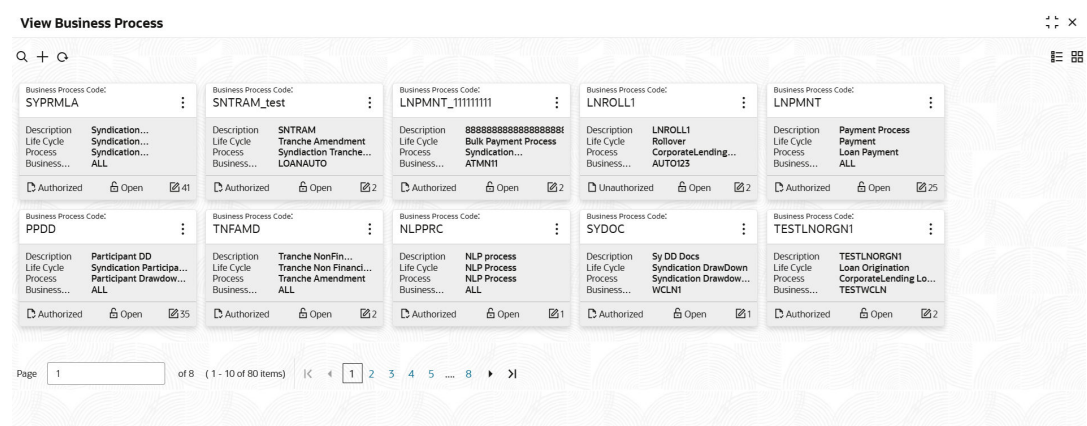 View Business Process
Business Process Code:
SYPRMLA
Description Syndication...
Life Cycle Syndication...
Process Syndication...
Business... ALL
Authorized Open 41
Business Process Code:
SNTRAM_test
Description SNTRAM
Life Cycle Tranche Amendment
Process Syndiaction Tranche...
Business... LOANAUTO
Authorized Open 2
Business Process Code:
LNPMNT_111111111
Description 8888888888888888888
Life Cycle Bulk Payment Process
Process Syndication...
Business... ATMN11
Authorized Open 2
Business Process Code:
LNROLL1
Description LNROLL1
Life Cycle Rollover
Process CorporateLending...
Business... AUTO123
Unauthorized Open 2
Business Process Code:
LNPMNT
Description Payment Process
Life Cycle Payment
Process Loan Payment
Business... ALL
Authorized Open 25
Business Process Code:
PPDD
Description Participant DD
Life Cycle Syndication Participa...
Process Participant Drawdow...
Business... ALL
Authorized Open 35
Business Process Code:
TNFAMD
Description Tranche NonFin...
Life Cycle Tranche Non Financi...
Process Tranche Amendment
Business... ALL
Authorized Open 2
Business Process Code:
NLPPRC
Description NLP process
Life Cycle NLP Process
Process NLP Process
Business... ALL
Authorized Open 1
Business Process Code:
SYDOC
Description Sy DD Docs
Life Cycle Syndication DrawDown
Process Syndication Drawdow...
Business... WCLN1
Authorized Open 1
Business Process Code:
TESTLNORGN1
Description TESTLNORGN1
Life Cycle Loan Origination
Process CorporateLending Lo...
Business... TESTWCLN
Authorized Open 2
Page 1 of 8 (1 - 10 of 80 items) 1 2 3 4 5 .... 8